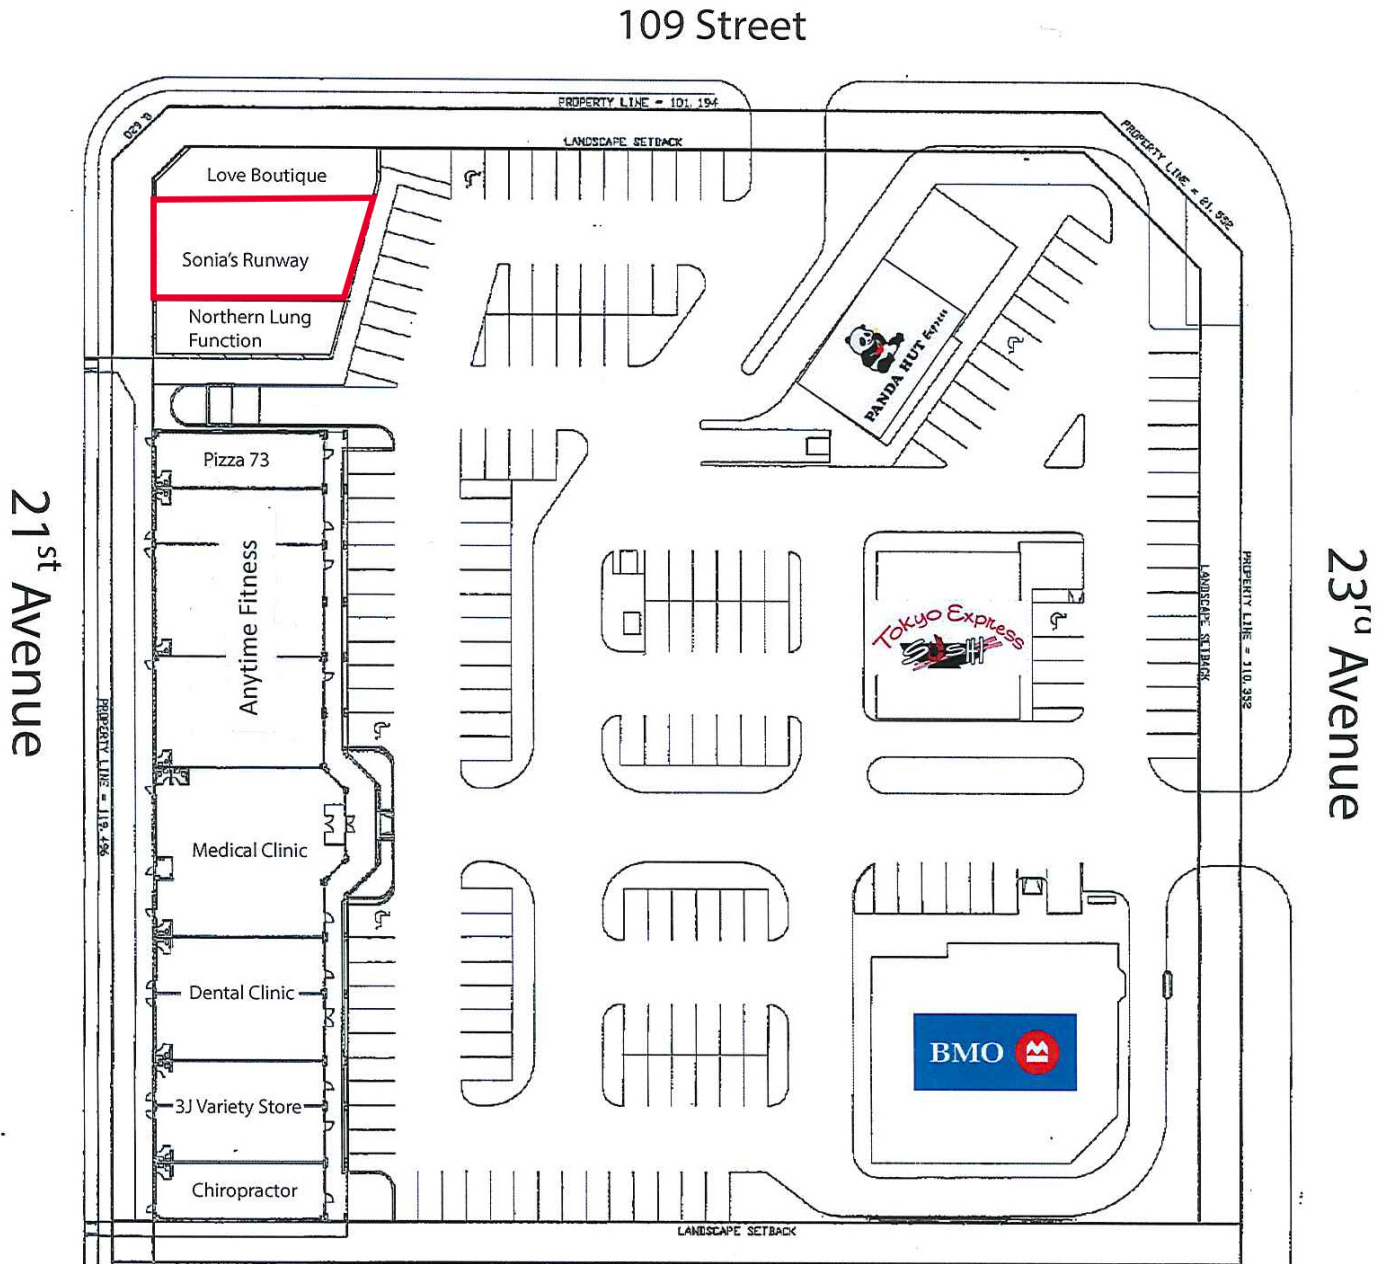 109 Street
PROPERTY LINE = 101.194
LANDSCAPE SETBACK
PROPERTY LINE = 21.552
Love Boutique
Sonia's Runway
Northern Lung
Function
PANDA HUT Express
Pizza 73
Anytime Fitness
21st Avenue
23rd Avenue
Tokyo Express
SUSHI
LANDSCAPE SETBACK
PROPERTY LINE = 110.352
PROPERTY LINE = 119.496
Medical Clinic
Dental Clinic
BMO
3J Variety Store
Chiropractor
LANDSCAPE SETBACK